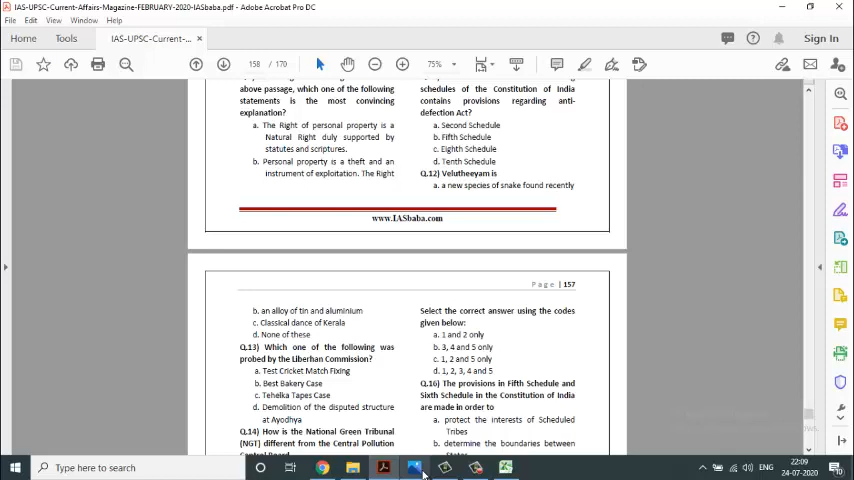 IAS-UPSC-Current-Affairs-Magazine-FEBRUARY-2020-IASbaba.pdf - Adobe Acrobat Pro DC
File Edit View Window Help
Home Tools IAS-UPSC-Current-... × Sign In
158 / 170 75%
above passage, which one of the following
statements is the most convincing
explanation?
a. The Right of personal property is a
Natural Right duly supported by
statutes and scriptures.
b. Personal property is a theft and an
instrument of exploitation. The Right
schedules of the Constitution of India
contains provisions regarding anti-
defection Act?
a. Second Schedule
b. Fifth Schedule
c. Eighth Schedule
d. Tenth Schedule
Q.12) Velutheeyam is
a. a new species of snake found recently
www.IASbaba.com
Page | 157
b. an alloy of tin and aluminium
c. Classical dance of Kerala
d. None of these
Q.13) Which one of the following was
probed by the Liberhan Commission?
a. Test Cricket Match Fixing
b. Best Bakery Case
c. Tehelka Tapes Case
d. Demolition of the disputed structure
at Ayodhya
Q.14) How is the National Green Tribunal
(NGT) different from the Central Pollution
Select the correct answer using the codes
given below:
a. 1 and 2 only
b. 3, 4 and 5 only
c. 1, 2 and 5 only
d. 1, 2, 3, 4 and 5
Q.16) The provisions in Fifth Schedule and
Sixth Schedule in the Constitution of India
are made in order to
a. protect the interests of Scheduled
Tribes
b. determine the boundaries between
Type here to search
ENG
22:09
24-07-2020
10